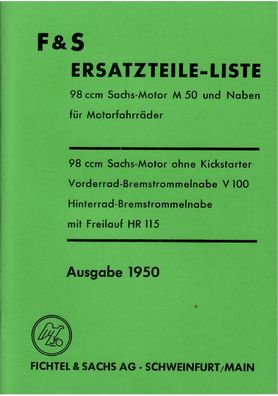 F & S
ERSATZTEILE-LISTE
98 ccm Sachs-Motor M 50 und Naben
für Motorfahrräder
98 ccm Sachs-Motor ohne Kickstarter
Vorderrad-Bremstrommelnabe V 100
Hinterrad-Bremstrommelnabe
mit Freilauf HR 115
Ausgabe 1950
FICHTEL & SACHS AG · SCHWEINFURT/MAIN